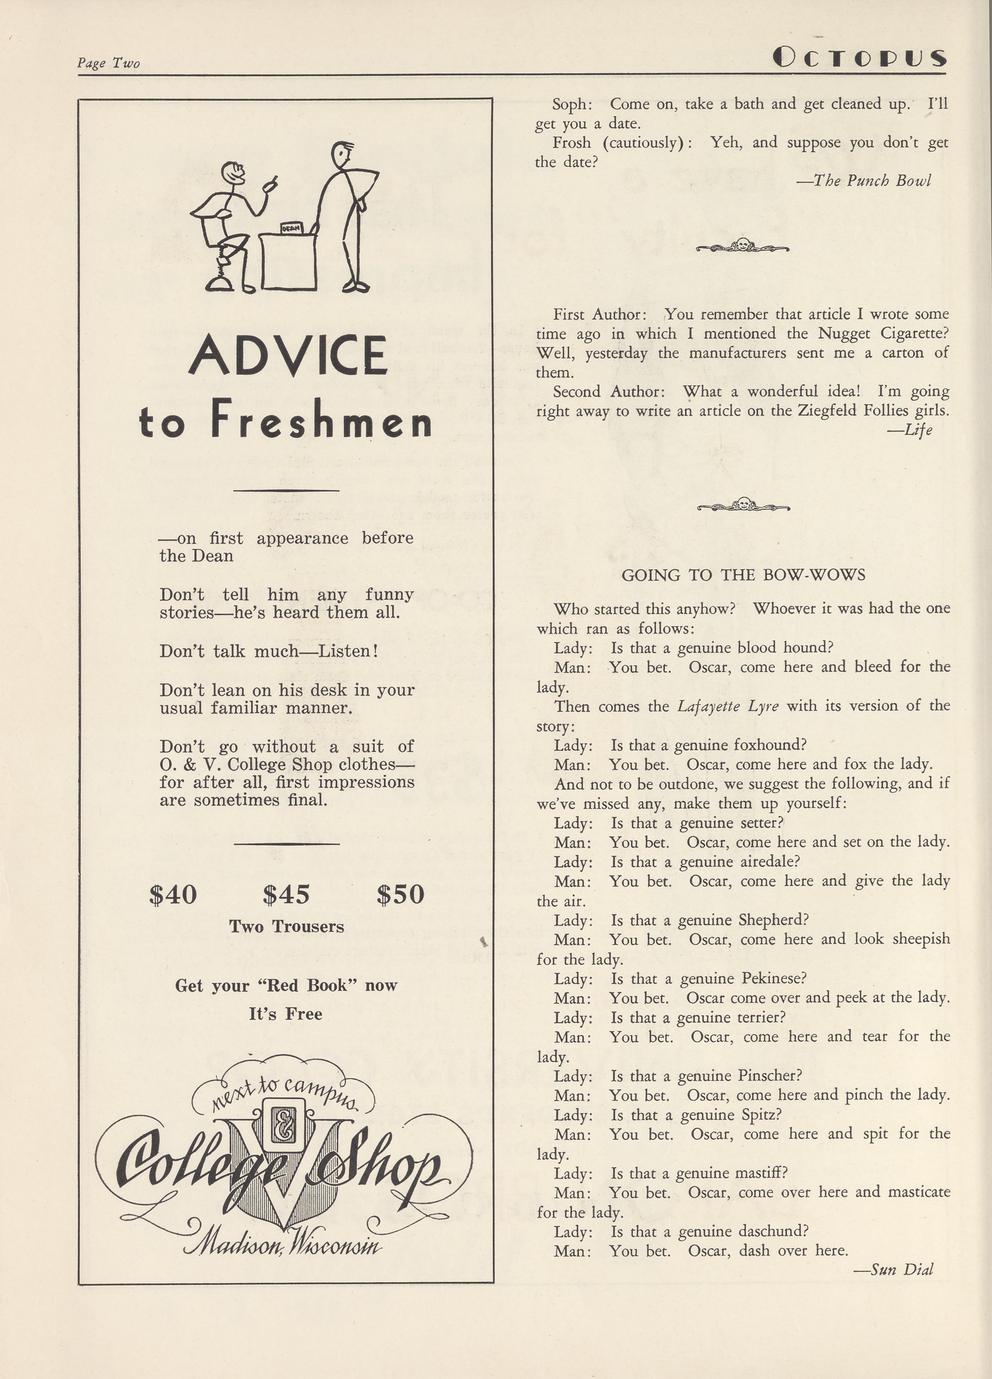 Page Two
OCTOPUS
DEAN
ADVICE
to Freshmen
—on first appearance before
the Dean
Don't tell him any funny
stories—he's heard them all.
Don't talk much—Listen!
Don't lean on his desk in your
usual familiar manner.
Don't go without a suit of
O. & V. College Shop clothes—
for after all, first impressions
are sometimes final.
$40 $45 $50
Two Trousers
Get your "Red Book" now
It's Free
next to campus
&
V
College Shop
Madison, Wisconsin
Soph: Come on, take a bath and get cleaned up. I'll
get you a date.
Frosh (cautiously): Yeh, and suppose you don't get
the date?
—The Punch Bowl
First Author: You remember that article I wrote some
time ago in which I mentioned the Nugget Cigarette?
Well, yesterday the manufacturers sent me a carton of
them.
Second Author: What a wonderful idea! I'm going
right away to write an article on the Ziegfeld Follies girls.
—Life
GOING TO THE BOW-WOWS
Who started this anyhow? Whoever it was had the one
which ran as follows:
Lady: Is that a genuine blood hound?
Man: You bet. Oscar, come here and bleed for the
lady.
Then comes the Lafayette Lyre with its version of the
story:
Lady: Is that a genuine foxhound?
Man: You bet. Oscar, come here and fox the lady.
And not to be outdone, we suggest the following, and if
we've missed any, make them up yourself:
Lady: Is that a genuine setter?
Man: You bet. Oscar, come here and set on the lady.
Lady: Is that a genuine airedale?
Man: You bet. Oscar, come here and give the lady
the air.
Lady: Is that a genuine Shepherd?
Man: You bet. Oscar, come here and look sheepish
for the lady.
Lady: Is that a genuine Pekinese?
Man: You bet. Oscar come over and peek at the lady.
Lady: Is that a genuine terrier?
Man: You bet. Oscar, come here and tear for the
lady.
Lady: Is that a genuine Pinscher?
Man: You bet. Oscar, come here and pinch the lady.
Lady: Is that a genuine Spitz?
Man: You bet. Oscar, come here and spit for the
lady.
Lady: Is that a genuine mastiff?
Man: You bet. Oscar, come over here and masticate
for the lady.
Lady: Is that a genuine daschund?
Man: You bet. Oscar, dash over here.
—Sun Dial